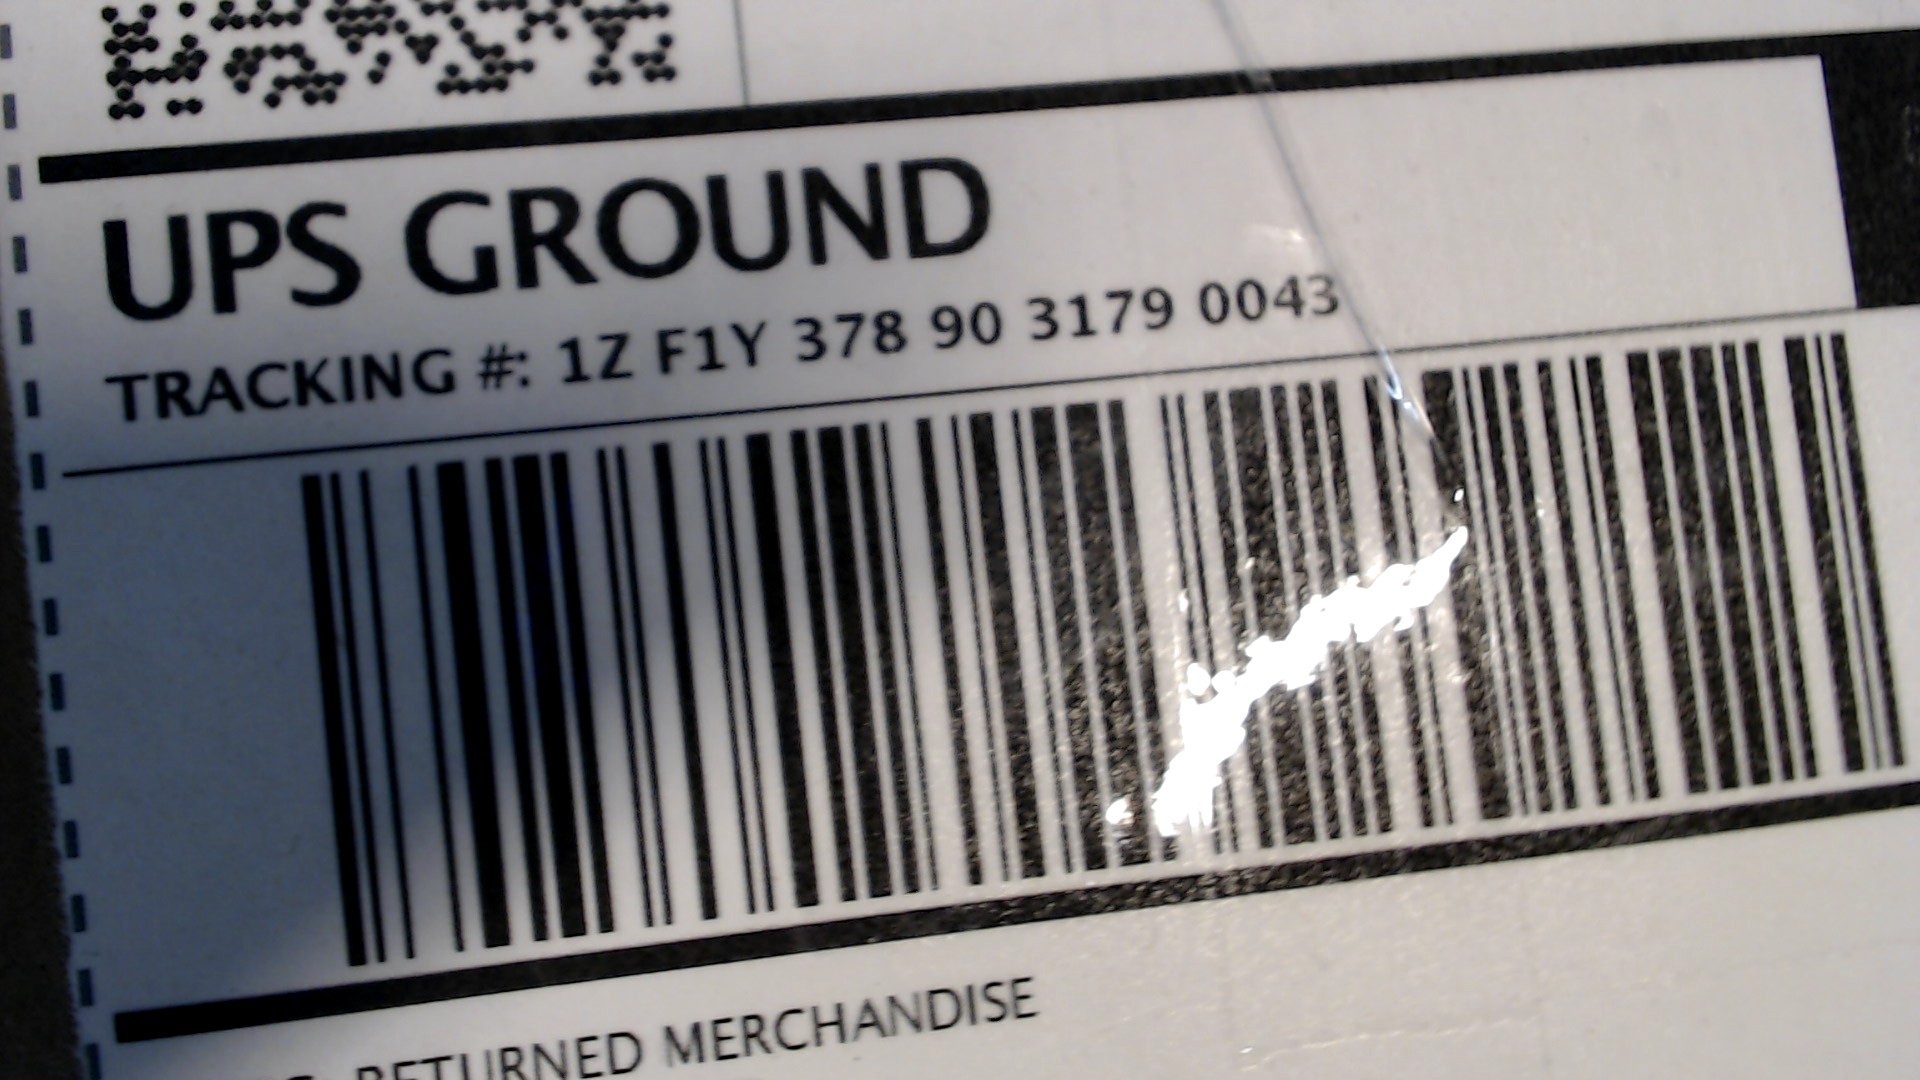 UPS GROUND
TRACKING #: 1Z F1Y 378 90 3179 0043
RETURNED MERCHANDISE